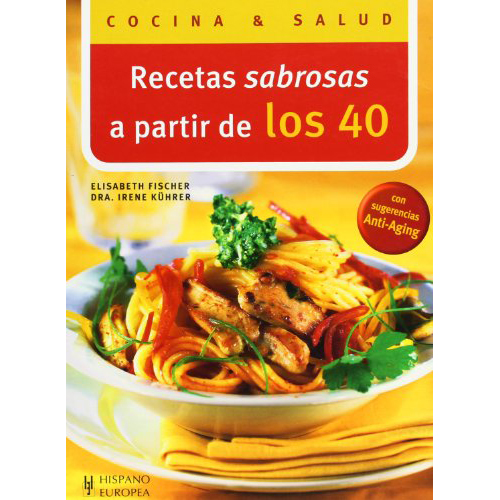 COCINA & SALUD
Recetas sabrosas
a partir de los 40
ELISABETH FISCHER
DRA. IRENE KÜHRER
con
sugerencias
Anti-Aging
HISPANO
EUROPEA